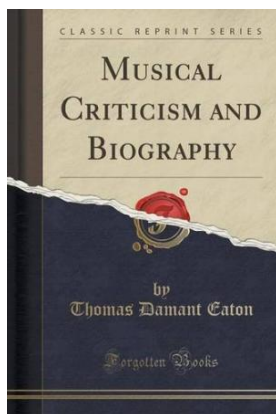 CLASSIC REPRINT SERIES
MUSICAL
CRITICISM AND
BIOGRAPHY
by
Thomas Damant Eaton
Forgotten Books